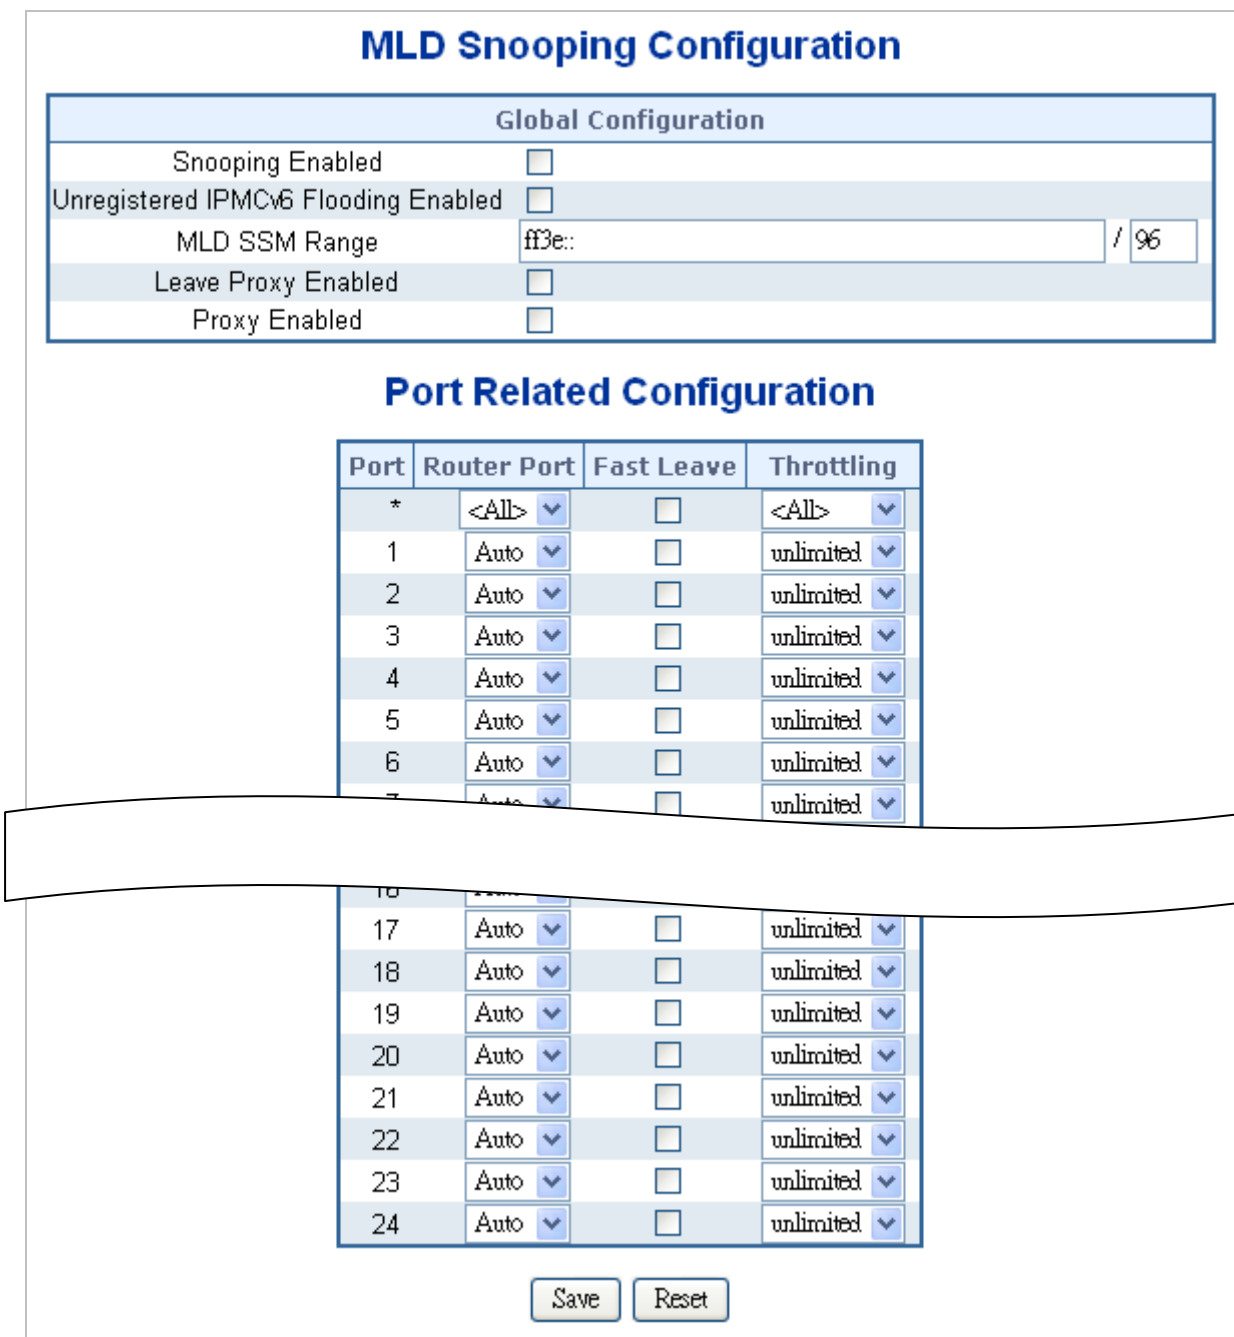 MLD Snooping Configuration
Global Configuration
Snooping Enabled
Unregistered IPMCv6 Flooding Enabled
MLD SSM Range ff3e:: / 96
Leave Proxy Enabled
Proxy Enabled
Port Related Configuration
Port Router Port Fast Leave Throttling
* <All> <All>
1 Auto unlimited
2 Auto unlimited
3 Auto unlimited
4 Auto unlimited
5 Auto unlimited
6 Auto unlimited
unlimited
17 Auto unlimited
18 Auto unlimited
19 Auto unlimited
20 Auto unlimited
21 Auto unlimited
22 Auto unlimited
23 Auto unlimited
24 Auto unlimited
Save Reset